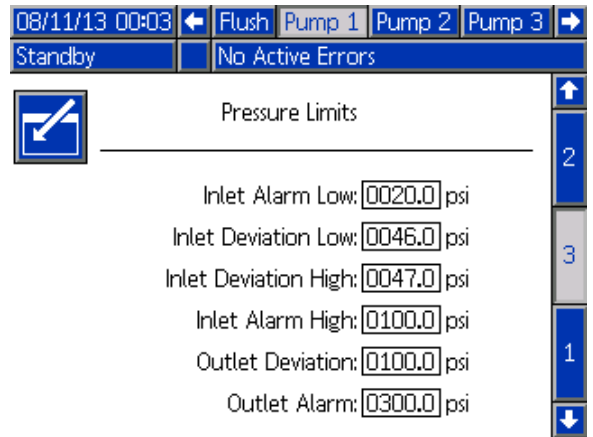 08/11/13 00:03 Flush Pump 1 Pump 2 Pump 3
Standby No Active Errors
Pressure Limits
2
Inlet Alarm Low: 0020.0 psi
Inlet Deviation Low: 0046.0 psi
3
Inlet Deviation High: 0047.0 psi
Inlet Alarm High: 0100.0 psi
1
Outlet Deviation: 0100.0 psi
Outlet Alarm: 0300.0 psi